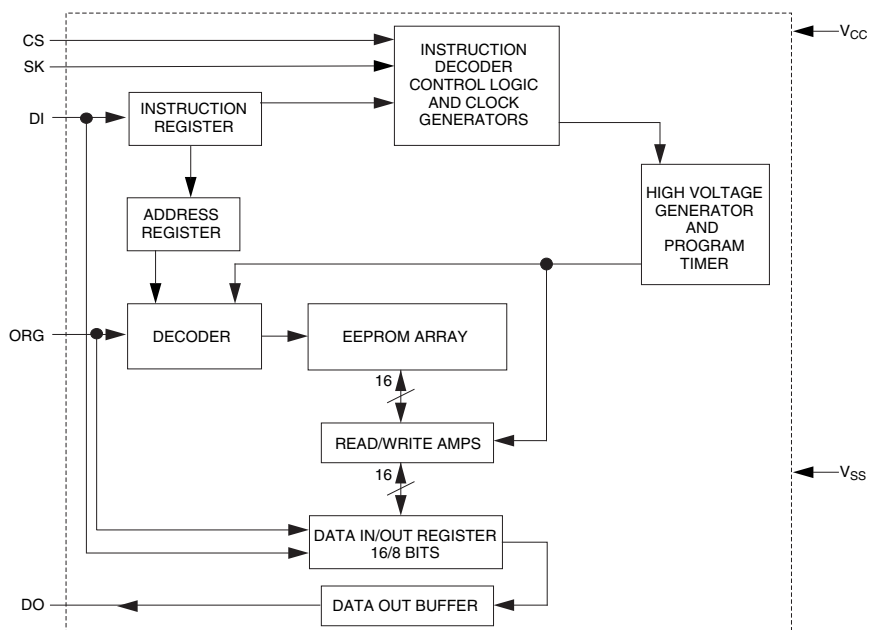 CS
SK
DI
INSTRUCTION
REGISTER
INSTRUCTION
DECODER
CONTROL LOGIC
AND CLOCK
GENERATORS
VCC
ADDRESS
REGISTER
HIGH VOLTAGE
GENERATOR
AND
PROGRAM
TIMER
ORG
DECODER
EEPROM ARRAY
16
READ/WRITE AMPS
16
VSS
DATA IN/OUT REGISTER
16/8 BITS
DO
DATA OUT BUFFER